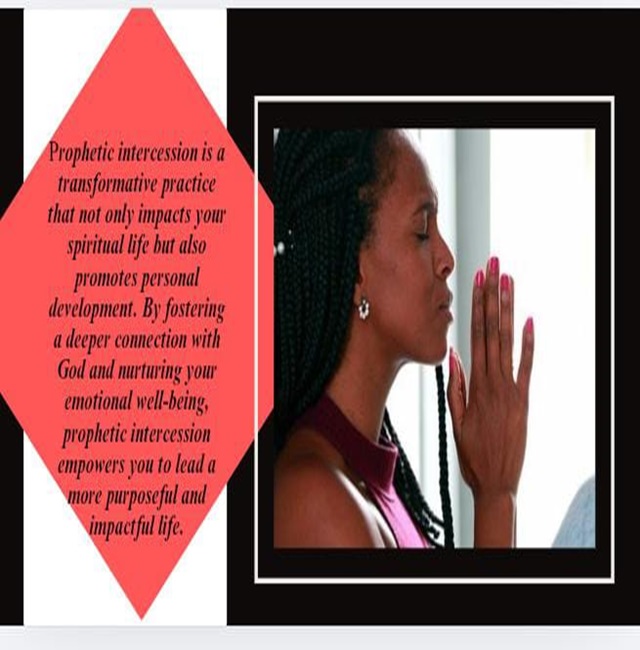 Prophetic intercession is a
transformative practice
that not only impacts your
spiritual life but also
promotes personal
development. By fostering
a deeper connection with
God and nurturing your
emotional well-being,
prophetic intercession
empowers you to lead a
more purposeful and
impactful life.